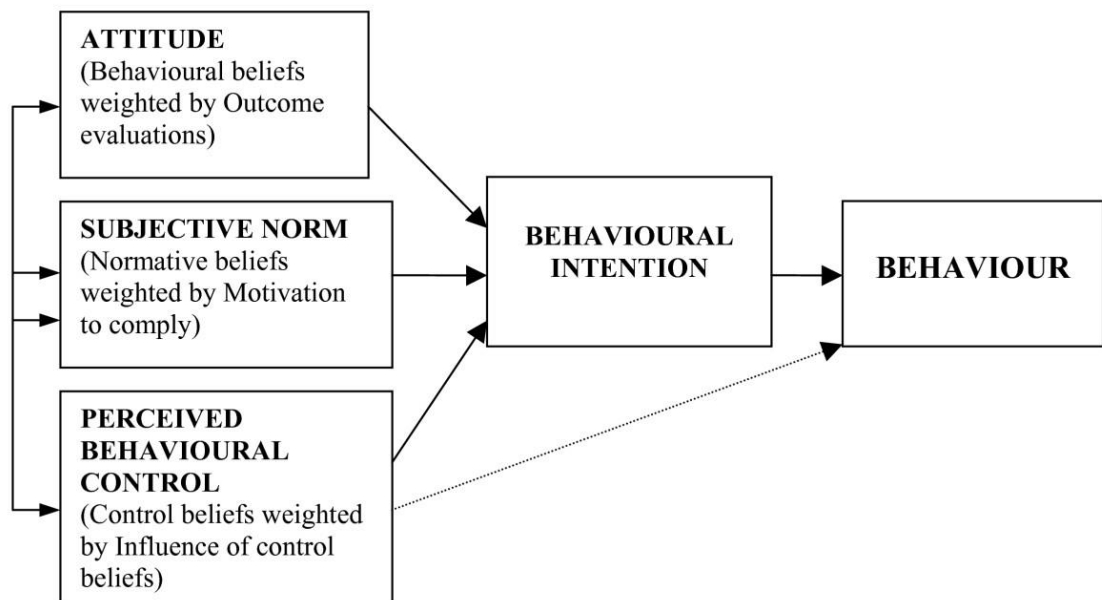 ATTITUDE
(Behavioural beliefs
weighted by Outcome
evaluations)
SUBJECTIVE NORM
(Normative beliefs
weighted by Motivation
to comply)
PERCEIVED
BEHAVIOURAL
CONTROL
(Control beliefs weighted
by Influence of control
beliefs)
BEHAVIOURAL
INTENTION
BEHAVIOUR